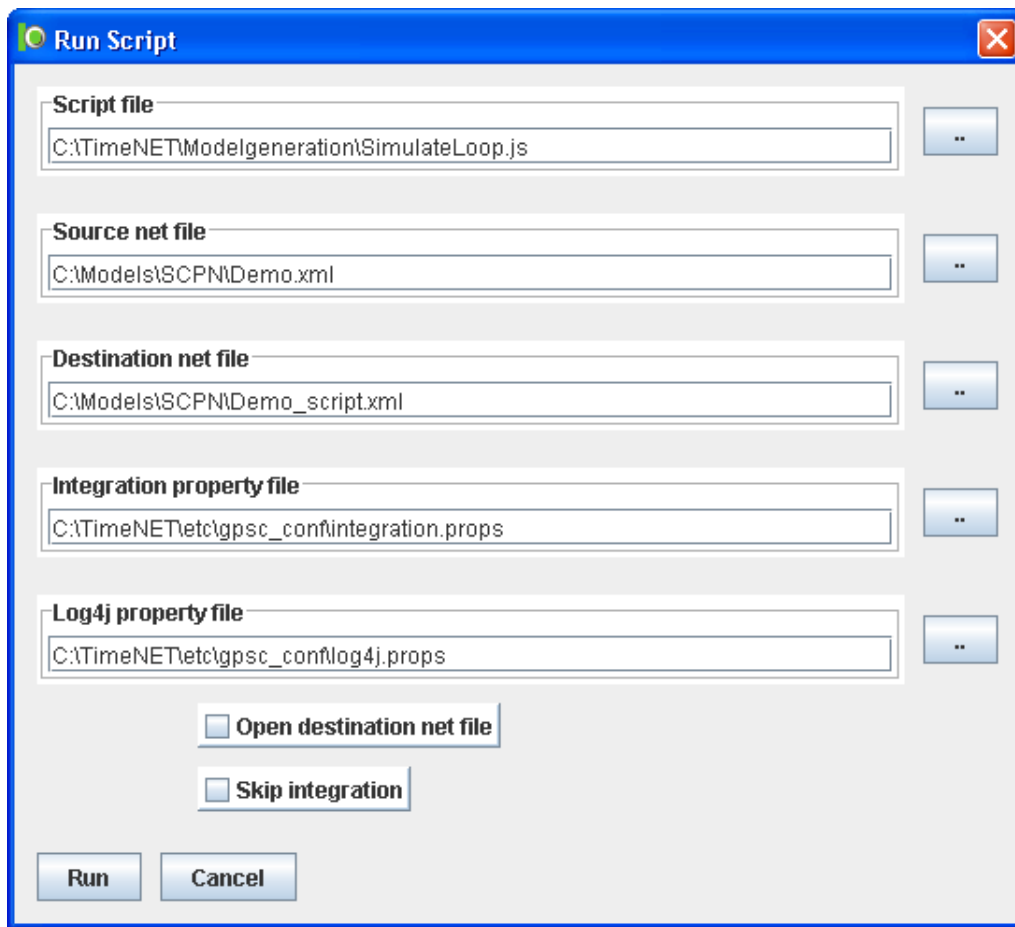 Run Script
Script file
C:\TimeNET\Modelgeneration\SimulateLoop.js
..
Source net file
C:\Models\SCPN\Demo.xml
..
Destination net file
C:\Models\SCPN\Demo_script.xml
..
Integration property file
C:\TimeNET\etc\gpsc_conf\integration.props
..
Log4j property file
C:\TimeNET\etc\gpsc_conf\log4j.props
..
Open destination net file
Skip integration
Run Cancel